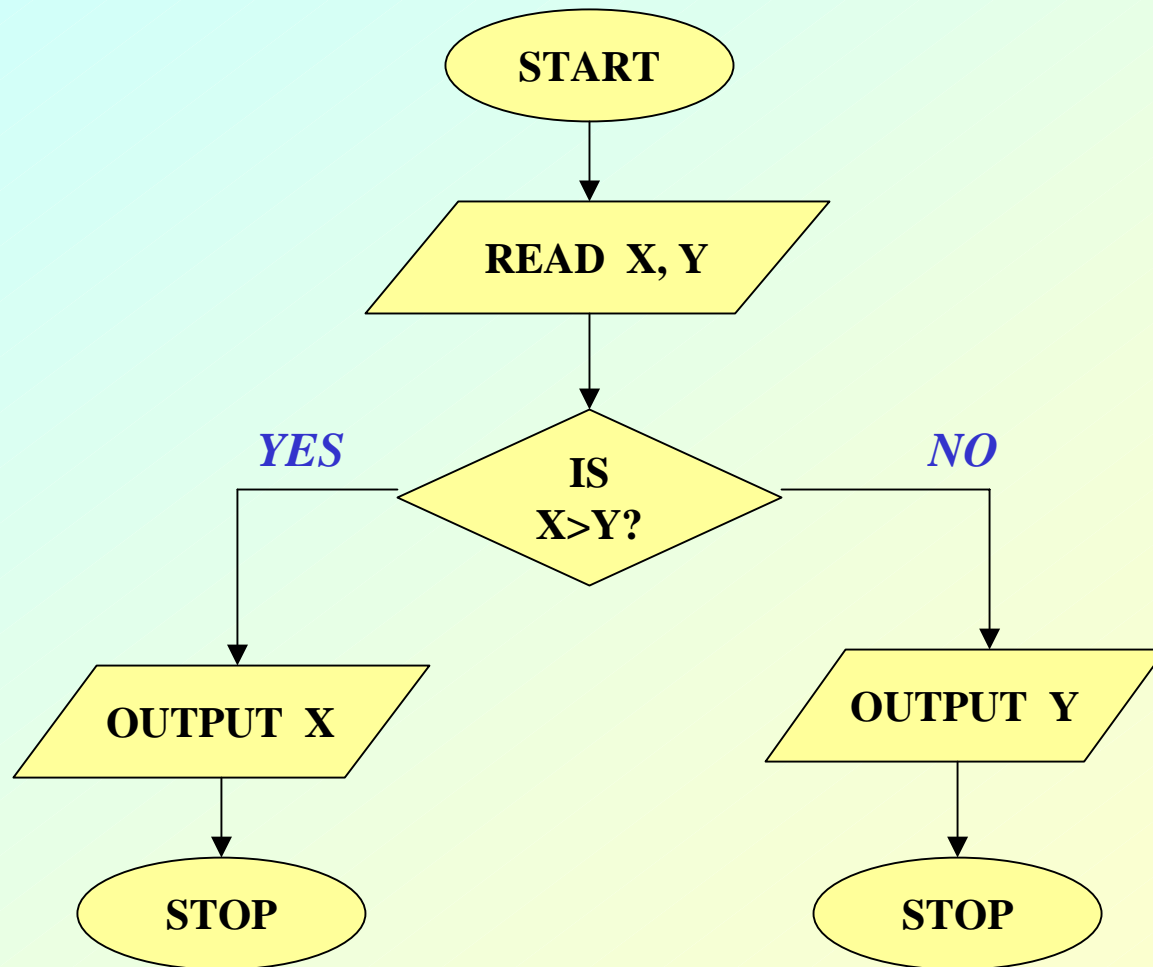 START
READ X, Y
YES
NO
IS
X>Y?
OUTPUT X
OUTPUT Y
STOP
STOP